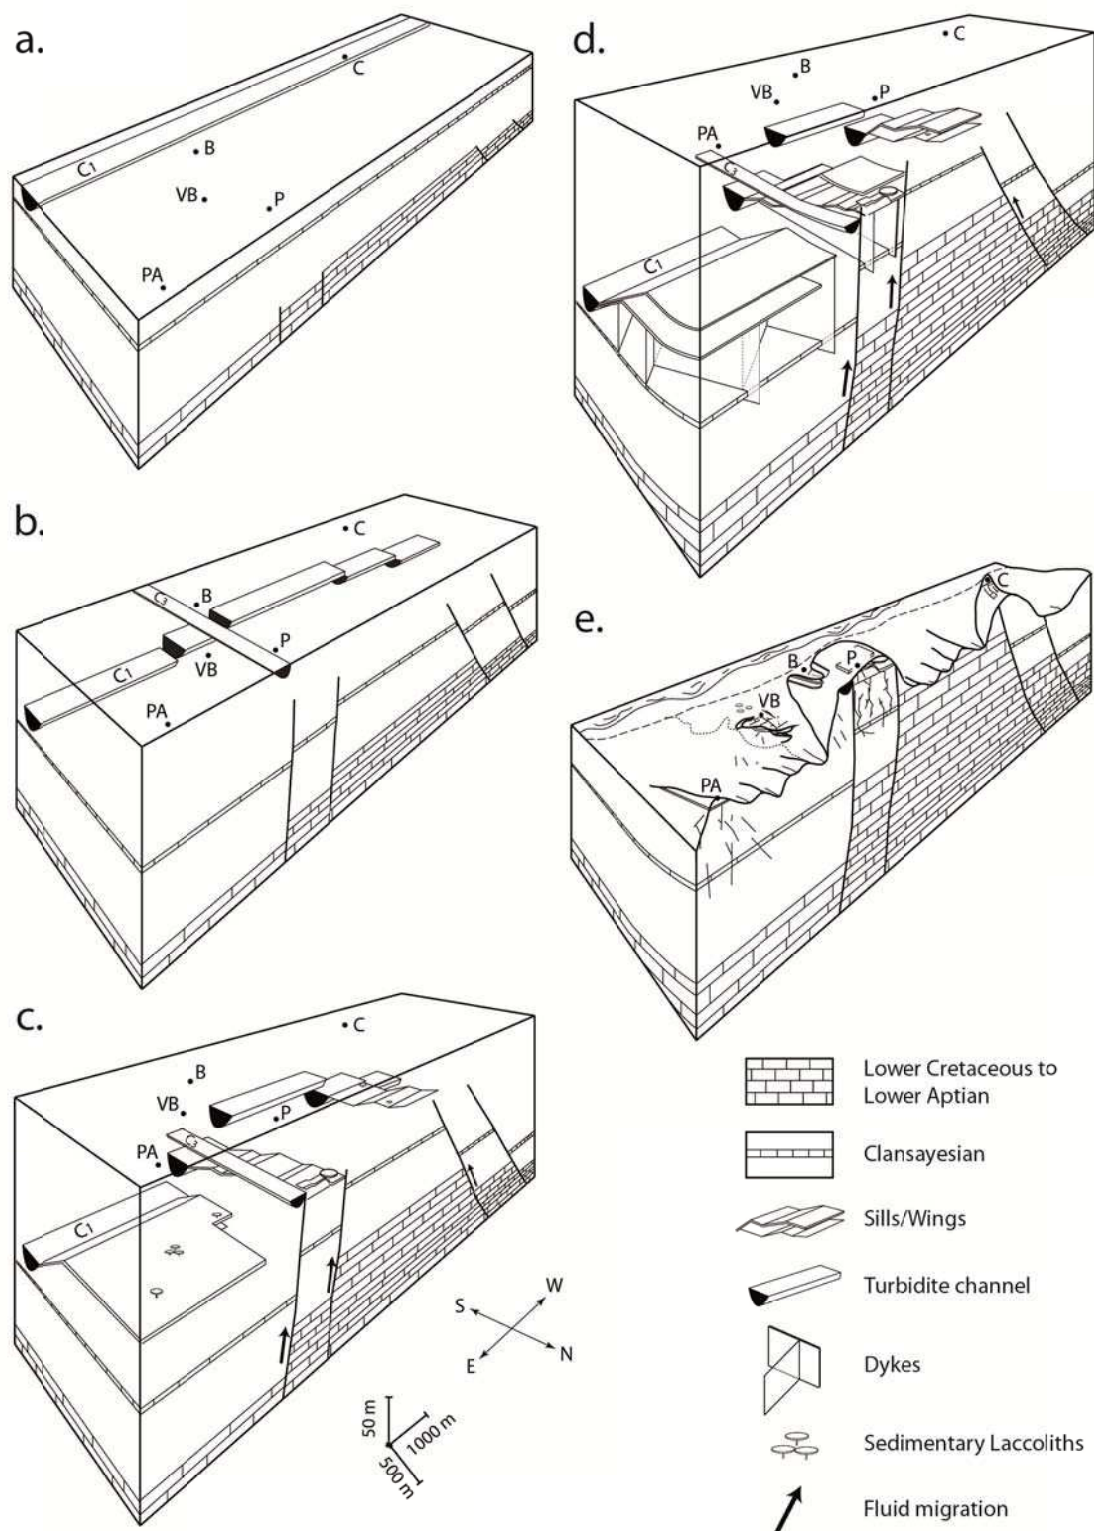 a.
C1
C
B
VB
P
PA
b.
C
C3
B
P
C1
VB
PA
c.
C
B
VB
P
C3
PA
C1
W
S
N
E
50 m
1000 m
500 m
d.
C
B
VB
P
PA
C3
C1
e.
C
B
P
VB
PA
Lower Cretaceous to
Lower Aptian
Clansayesian
Sills/Wings
Turbidite channel
Dykes
Sedimentary Laccoliths
Fluid migration